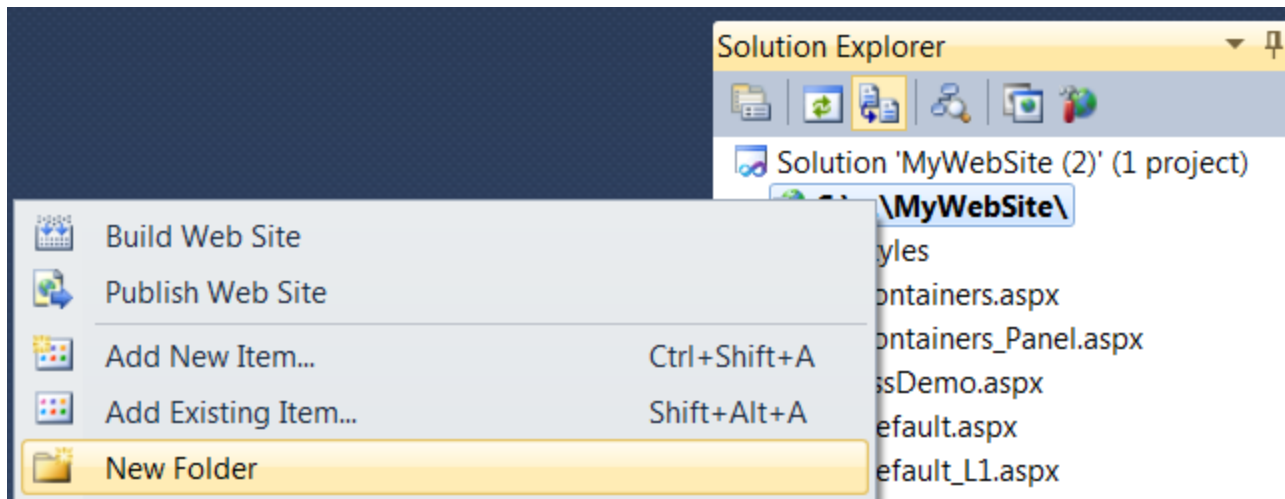 Solution Explorer
Solution 'MyWebSite (2)' (1 project)
\MyWebSite\
Build Web Site
Publish Web Site
Add New Item... Ctrl+Shift+A
Add Existing Item... Shift+Alt+A
New Folder
yles
ontainers.aspx
ontainers_Panel.aspx
ssDemo.aspx
efault.aspx
efault_L1.aspx